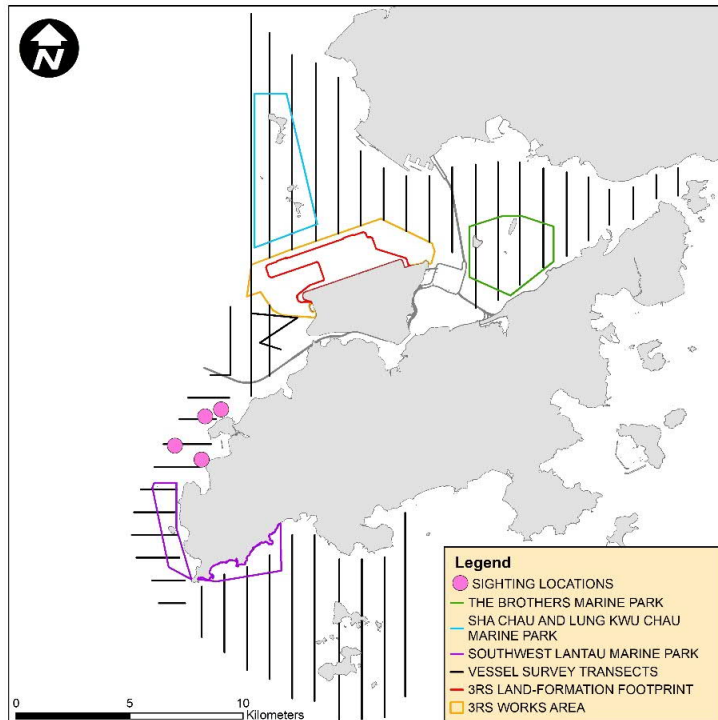 N
Legend
SIGHTING LOCATIONS
THE BROTHERS MARINE PARK
SHA CHAU AND LUNG KWU CHAU
MARINE PARK
SOUTHWEST LANTAU MARINE PARK
VESSEL SURVEY TRANSECTS
3RS LAND-FORMATION FOOTPRINT
3RS WORKS AREA
0 5 10
Kilometers